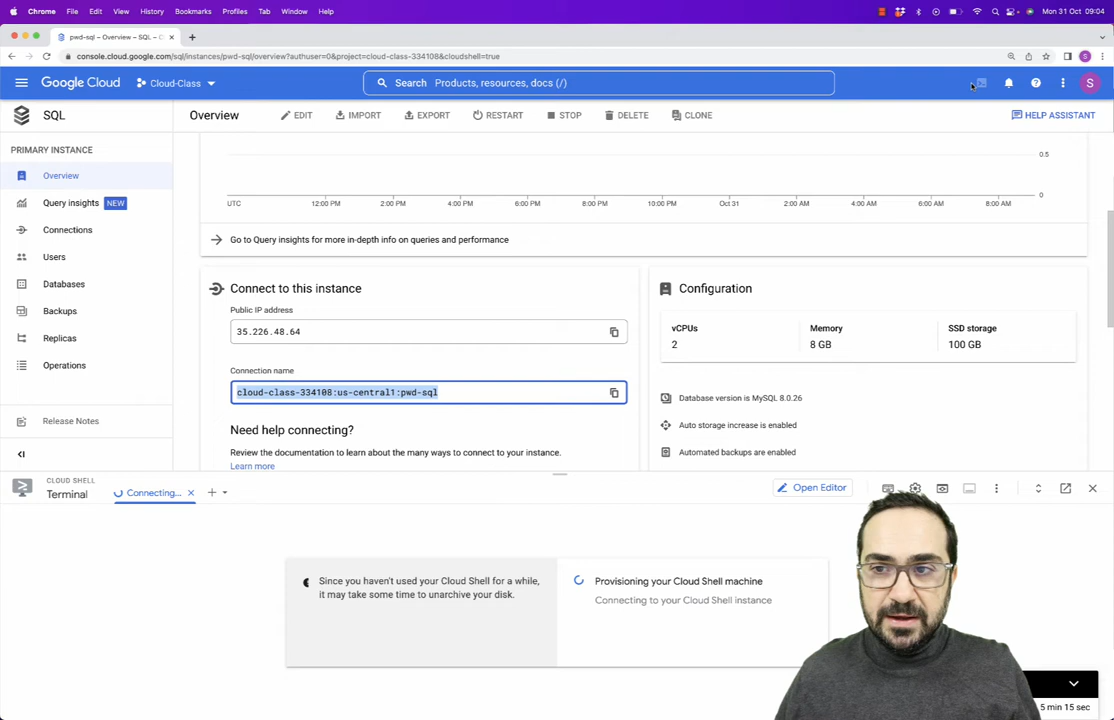 Chrome File Edit View History Bookmarks Profiles Tab Window Help Mon 31 Oct 09:04
pwd-sql – Overview – SQL – C
console.cloud.google.com/sql/instances/pwd-sql/overview?authuser=0&project=cloud-class-334108&cloudshell=true
Google Cloud Cloud-Class Search Products, resources, docs (/) S
SQL Overview EDIT IMPORT EXPORT RESTART STOP DELETE CLONE HELP ASSISTANT
PRIMARY INSTANCE
Overview
Query insights NEW
Connections
Users
Databases
Backups
Replicas
Operations
Release Notes
0.5
0
UTC 12:00 PM 2:00 PM 4:00 PM 6:00 PM 8:00 PM 10:00 PM Oct 31 2:00 AM 4:00 AM 6:00 AM 8:00 AM
Go to Query insights for more in-depth info on queries and performance
Connect to this instance
Public IP address
35.226.48.64
Connection name
cloud-class-334108:us-central1:pwd-sql
Need help connecting?
Review the documentation to learn about the many ways to connect to your instance.
Learn more
Configuration
vCPUs Memory SSD storage
2 8 GB 100 GB
Database version is MySQL 8.0.26
Auto storage increase is enabled
Automated backups are enabled
CLOUD SHELL
Terminal Connecting... Open Editor
Since you haven't used your Cloud Shell for a while,
it may take some time to unarchive your disk.
Provisioning your Cloud Shell machine
Connecting to your Cloud Shell instance
5 min 15 sec